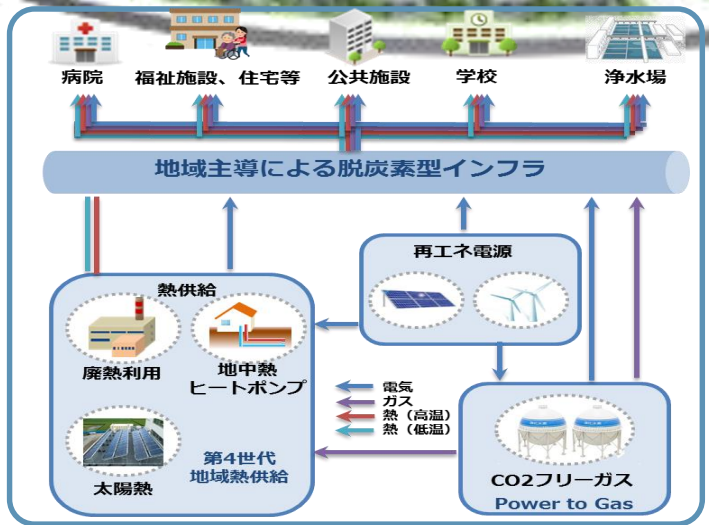 病院
福祉施設、住宅等
公共施設
学校
浄水場
地域主導による脱炭素型インフラ
再エネ電源
熱供給
廃熱利用
地中熱
ヒートポンプ
電気
ガス
熱（高温）
熱（低温）
太陽熱
第4世代
地域熱供給
CO2フリーガス
Power to Gas